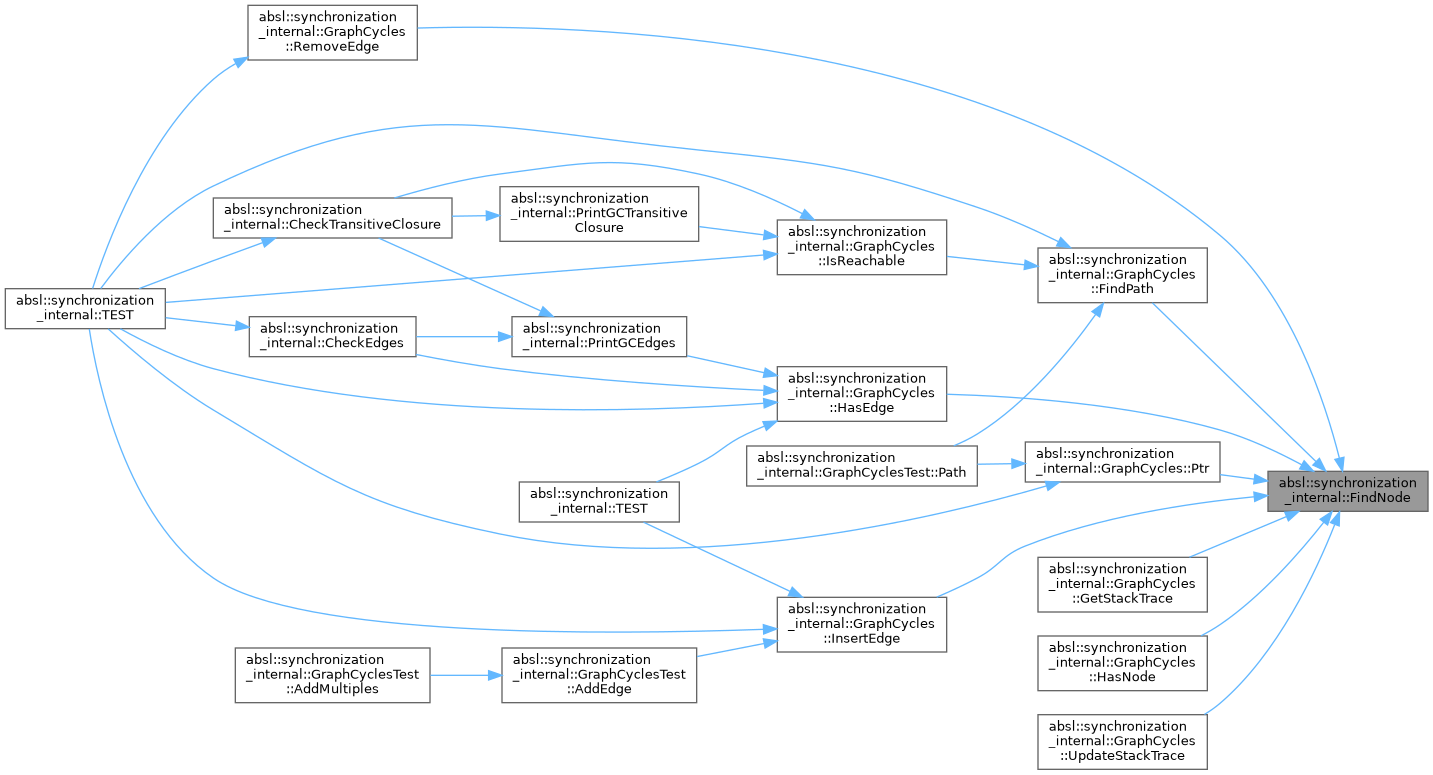 absl::synchronization
_internal::GraphCycles
::RemoveEdge
absl::synchronization
_internal::CheckTransitiveClosure
absl::synchronization
_internal::PrintGCTransitive
Closure
absl::synchronization
_internal::GraphCycles
::IsReachable
absl::synchronization
_internal::GraphCycles
::FindPath
absl::synchronization
_internal::TEST
absl::synchronization
_internal::CheckEdges
absl::synchronization
_internal::PrintGCEdges
absl::synchronization
_internal::GraphCycles
::HasEdge
absl::synchronization
_internal::GraphCyclesTest::Path
absl::synchronization
_internal::GraphCycles::Ptr
absl::synchronization
_internal::FindNode
absl::synchronization
_internal::TEST
absl::synchronization
_internal::GraphCycles
::GetStackTrace
absl::synchronization
_internal::GraphCycles
::InsertEdge
absl::synchronization
_internal::GraphCycles
::HasNode
absl::synchronization
_internal::GraphCyclesTest
::AddMultiples
absl::synchronization
_internal::GraphCyclesTest
::AddEdge
absl::synchronization
_internal::GraphCycles
::UpdateStackTrace